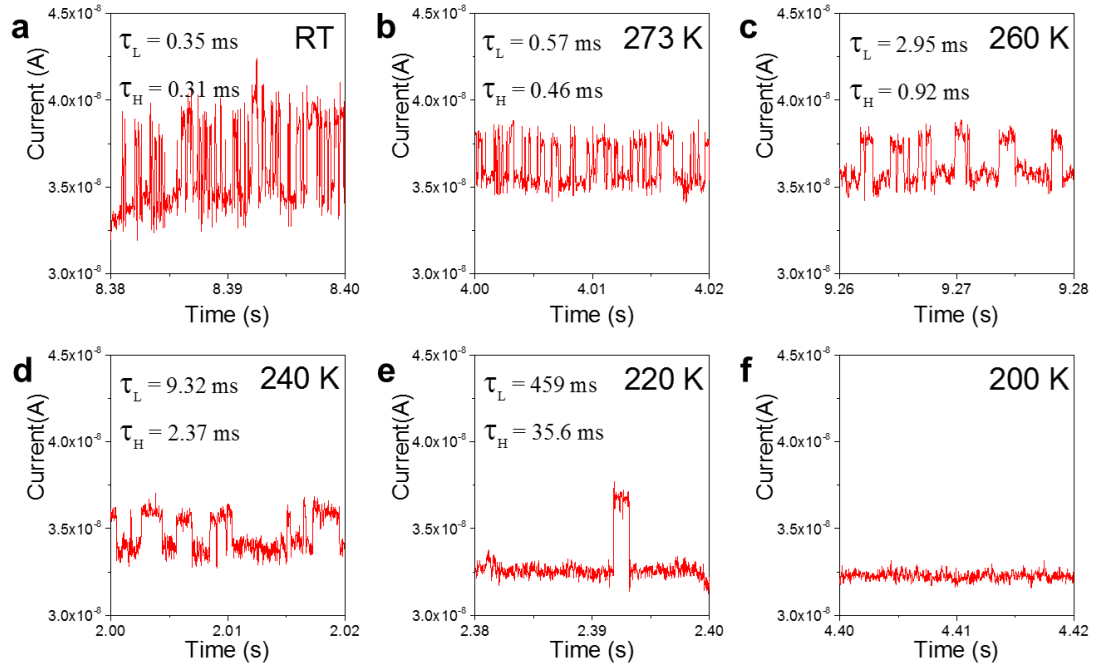 a
τL = 0.35 ms
RT
τH = 0.31 ms
Current (A)
4.5x10-8
4.0x10-8
3.5x10-8
3.0x10-8
8.38
8.39
8.40
Time (s)
b
τL = 0.57 ms
273 K
τH = 0.46 ms
Current(A)
4.5x10-8
4.0x10-8
3.5x10-8
3.0x10-8
4.00
4.01
4.02
Time (s)
c
τL = 2.95 ms
260 K
τH = 0.92 ms
Current(A)
4.5x10-8
4.0x10-8
3.5x10-8
3.0x10-8
9.26
9.27
9.28
Time (s)
d
τL = 9.32 ms
240 K
τH = 2.37 ms
Current(A)
4.5x10-8
4.0x10-8
3.5x10-8
3.0x10-8
2.00
2.01
2.02
Time (s)
e
τL = 459 ms
220 K
τH = 35.6 ms
Current(A)
4.5x10-8
4.0x10-8
3.5x10-8
3.0x10-8
2.38
2.39
2.40
Time (s)
f
200 K
Current(A)
4.5x10-8
4.0x10-8
3.5x10-8
3.0x10-8
4.40
4.41
4.42
Time (s)